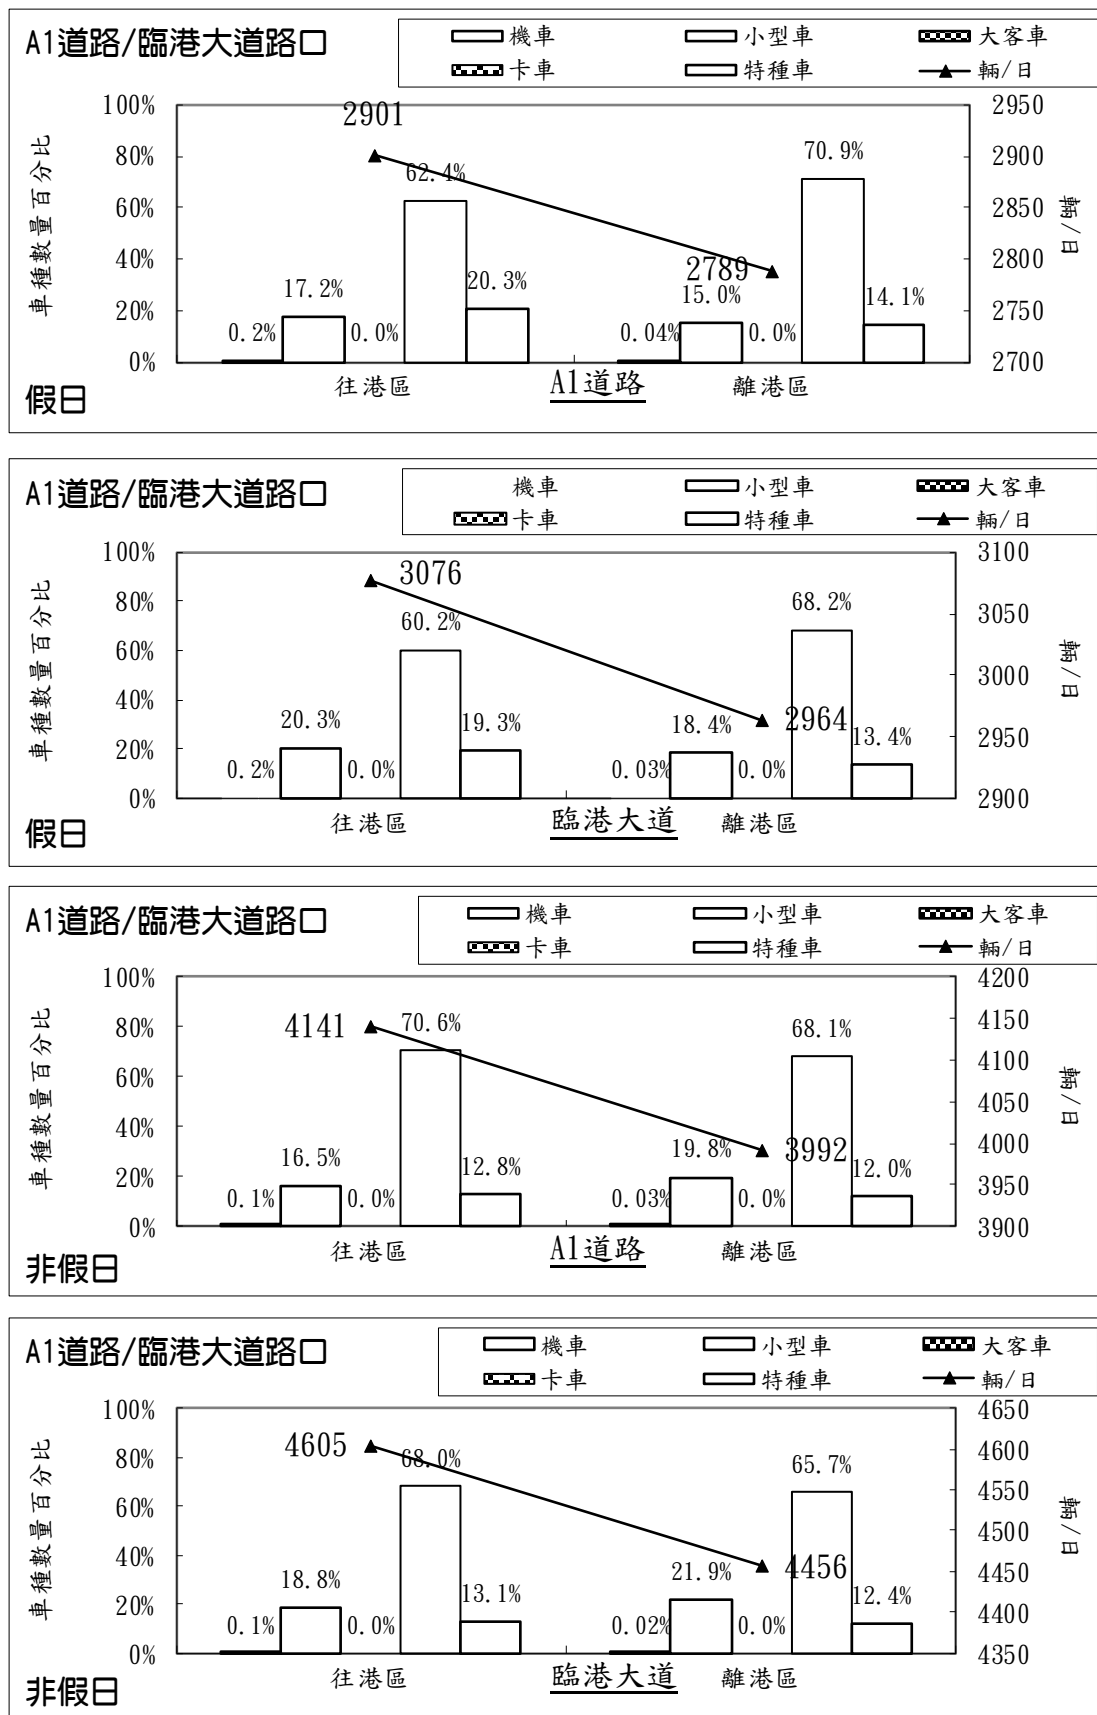 A1道路/臨港大道路口
機車 小型車 大客車
卡車 特種車 輛/日
車種數量百分比
輛/日
100% 2950
80% 2900
60% 2850
40% 2800
20% 2750
0% 2700
2901 62.4% 70.9%
2789
0.2% 17.2% 0.0% 20.3% 0.04% 15.0% 0.0% 14.1%
往港區 A1道路 離港區
假日
A1道路/臨港大道路口
機車 小型車 大客車
卡車 特種車 輛/日
車種數量百分比
輛/日
100% 3100
80% 3050
60% 3000
40% 2950
20% 2900
0%
3076
60.2% 68.2%
2964
0.2% 20.3% 0.0% 19.3% 0.03% 18.4% 0.0% 13.4%
往港區 臨港大道 離港區
假日
A1道路/臨港大道路口
機車 小型車 大客車
卡車 特種車 輛/日
車種數量百分比
輛/日
100% 4200
80% 4150
60% 4100
40% 4050
20% 4000
0% 3950
3900
4141 70.6% 68.1%
3992
0.1% 16.5% 0.0% 12.8% 0.03% 19.8% 0.0% 12.0%
往港區 A1道路 離港區
非假日
A1道路/臨港大道路口
機車 小型車 大客車
卡車 特種車 輛/日
車種數量百分比
輛/日
100% 4650
80% 4600
60% 4550
40% 4500
20% 4450
0% 4400
4350
4605 68.0% 65.7%
4456
0.1% 18.8% 0.0% 13.1% 0.02% 21.9% 0.0% 12.4%
往港區 臨港大道 離港區
非假日